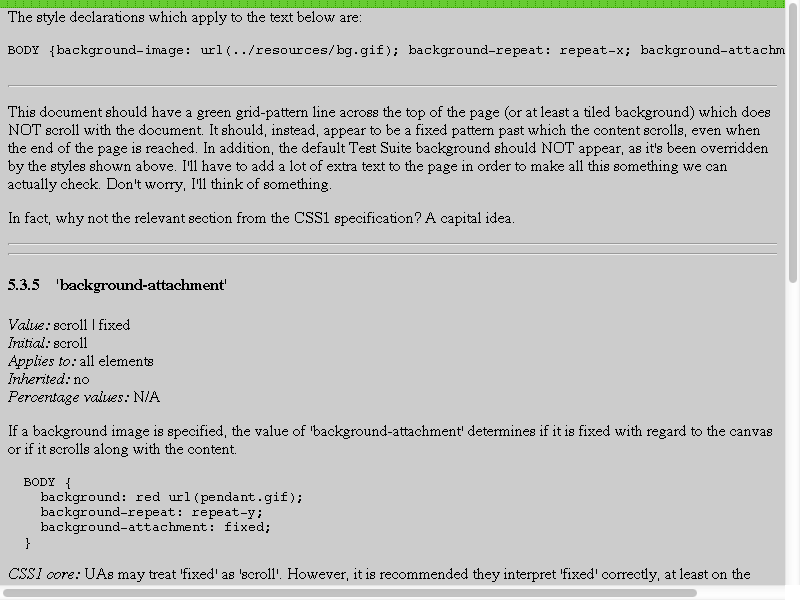 The style declarations which apply to the text below are:
BODY {background-image: url(../resources/bg.gif); background-repeat: repeat-x; background-attachm
This document should have a green grid-pattern line across the top of the page (or at least a tiled background) which does
NOT scroll with the document. It should, instead, appear to be a fixed pattern past which the content scrolls, even when
the end of the page is reached. In addition, the default Test Suite background should NOT appear, as it's been overridden
by the styles shown above. I'll have to add a lot of extra text to the page in order to make all this something we can
actually check. Don't worry, I'll think of something.
In fact, why not the relevant section from the CSS1 specification? A capital idea.
5.3.5 'background-attachment'
Value: scroll | fixed
Initial: scroll
Applies to: all elements
Inherited: no
Percentage values: N/A
If a background image is specified, the value of 'background-attachment' determines if it is fixed with regard to the canvas
or if it scrolls along with the content.
BODY {
background: red url(pendant.gif);
background-repeat: repeat-y;
background-attachment: fixed;
}
CSS1 core: UAs may treat 'fixed' as 'scroll'. However, it is recommended they interpret 'fixed' correctly, at least on the